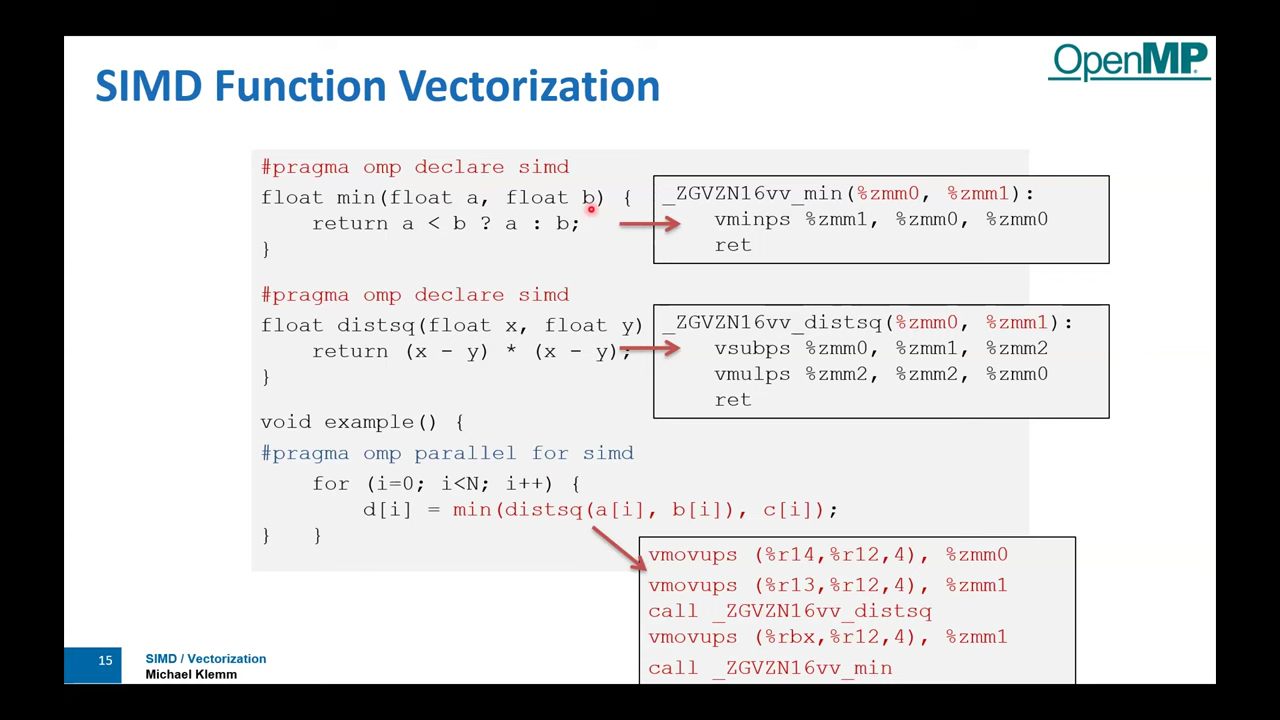 SIMD Function Vectorization
OpenMP
#pragma omp declare simd
float min(float a, float b) {
return a < b ? a : b;
}
_ZGVZN16vv_min(%zmm0, %zmm1):
vminps %zmm1, %zmm0, %zmm0
ret
#pragma omp declare simd
float distsq(float x, float y)
return (x - y) * (x - y);
}
_ZGVZN16vv_distsq(%zmm0, %zmm1):
vsubps %zmm0, %zmm1, %zmm2
vmulps %zmm2, %zmm2, %zmm0
ret
void example() {
#pragma omp parallel for simd
for (i=0; i<N; i++) {
d[i] = min(distsq(a[i], b[i]), c[i]);
} }
vmovups (%r14,%r12,4), %zmm0
vmovups (%r13,%r12,4), %zmm1
call _ZGVZN16vv_distsq
vmovups (%rbx,%r12,4), %zmm1
call _ZGVZN16vv_min
15
SIMD / Vectorization
Michael Klemm